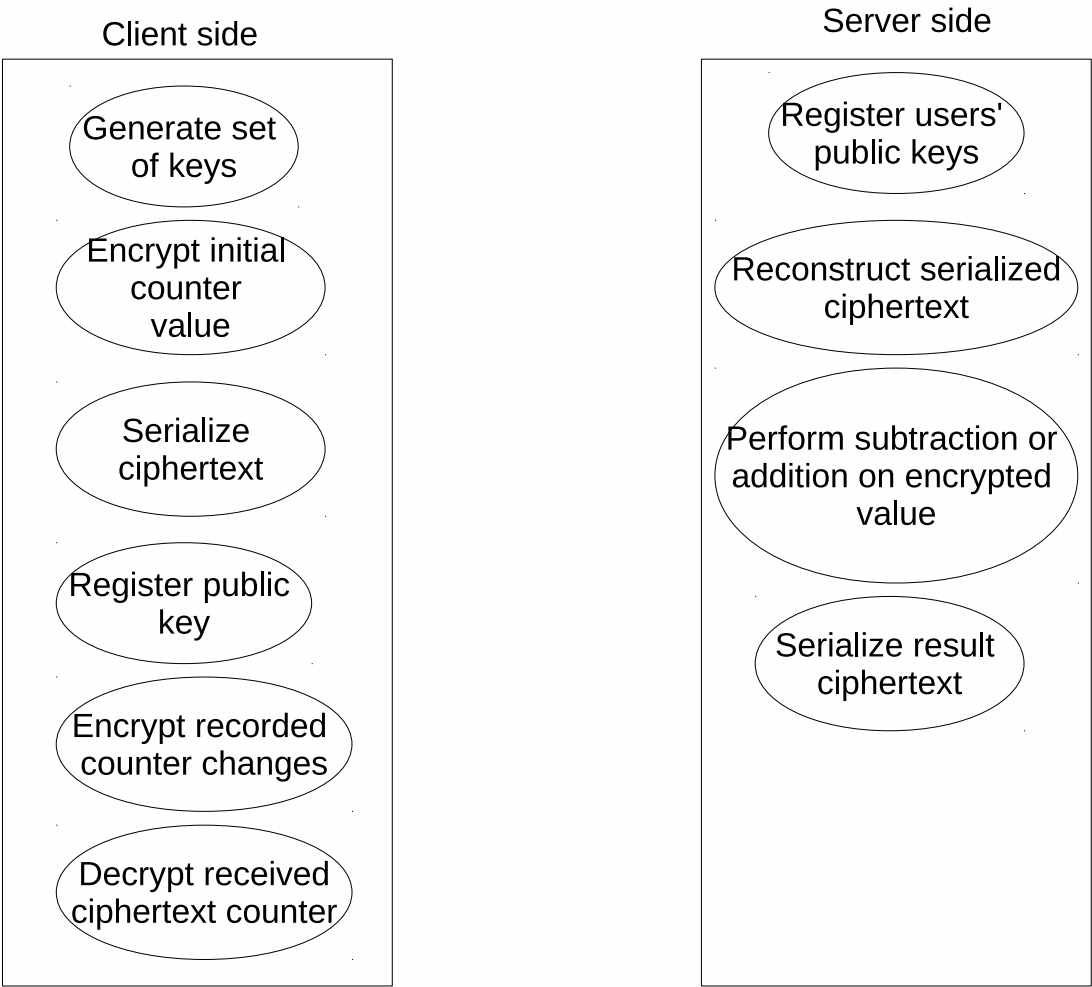 Client side
Generate set
of keys
Encrypt initial
counter
value
Serialize
ciphertext
Register public
key
Encrypt recorded
counter changes
Decrypt received
ciphertext counter
Server side
Register users'
public keys
Reconstruct serialized
ciphertext
Perform subtraction or
addition on encrypted
value
Serialize result
ciphertext